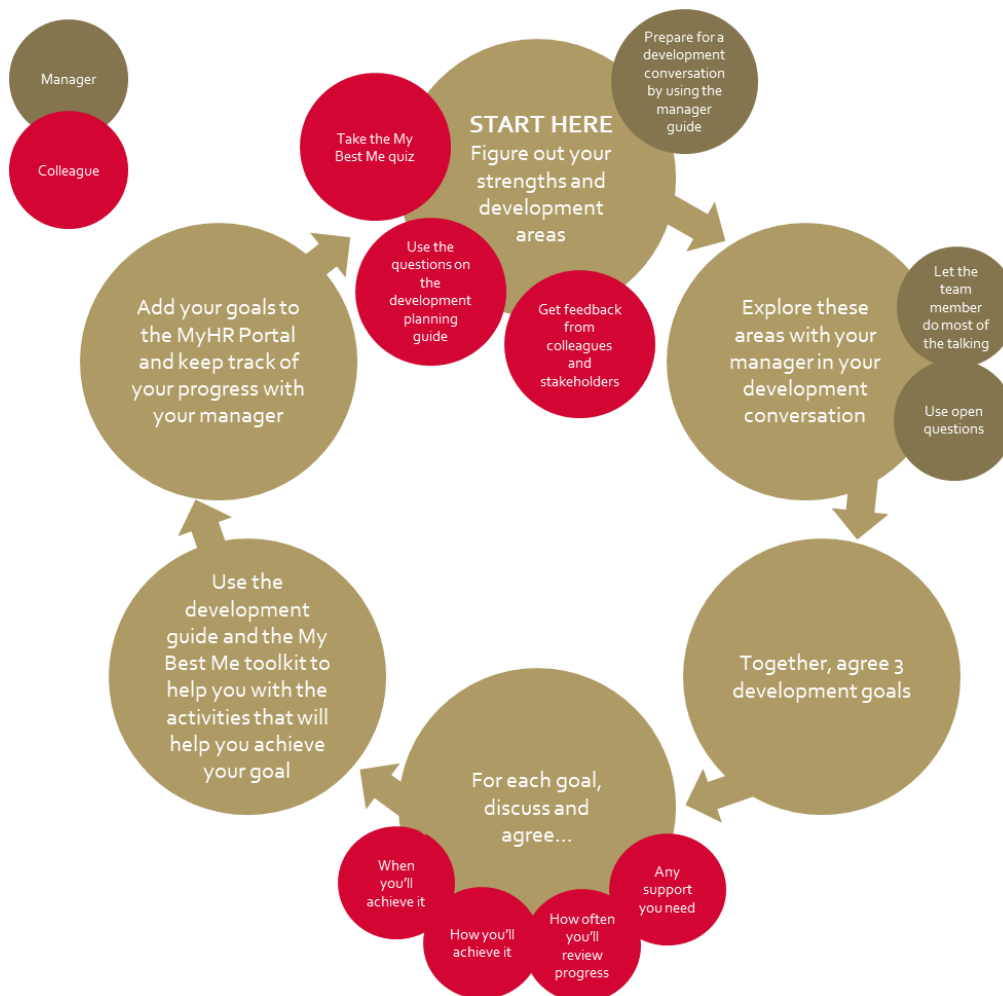 Manager
Colleague
Take the My
Best Me quiz
START HERE
Figure out your
strengths and
development
areas
Prepare for a
development
conversation
by using the
manager
guide
Use the
questions on
the
development
planning
guide
Get feedback
from
colleagues
and
stakeholders
Explore these
areas with your
manager in your
development
conversation
Let the
team
member
do most of
the talking
Use open
questions
Together, agree 3
development goals
For each goal,
discuss and
agree...
Any
support
you need
How often
you'll
review
progress
How you'll
achieve it
When
you'll
achieve it
Use the
development
guide and the My
Best Me toolkit to
help you with the
activities that will
help you achieve
your goal
Add your goals to
the MyHR Portal
and keep track of
your progress with
your manager